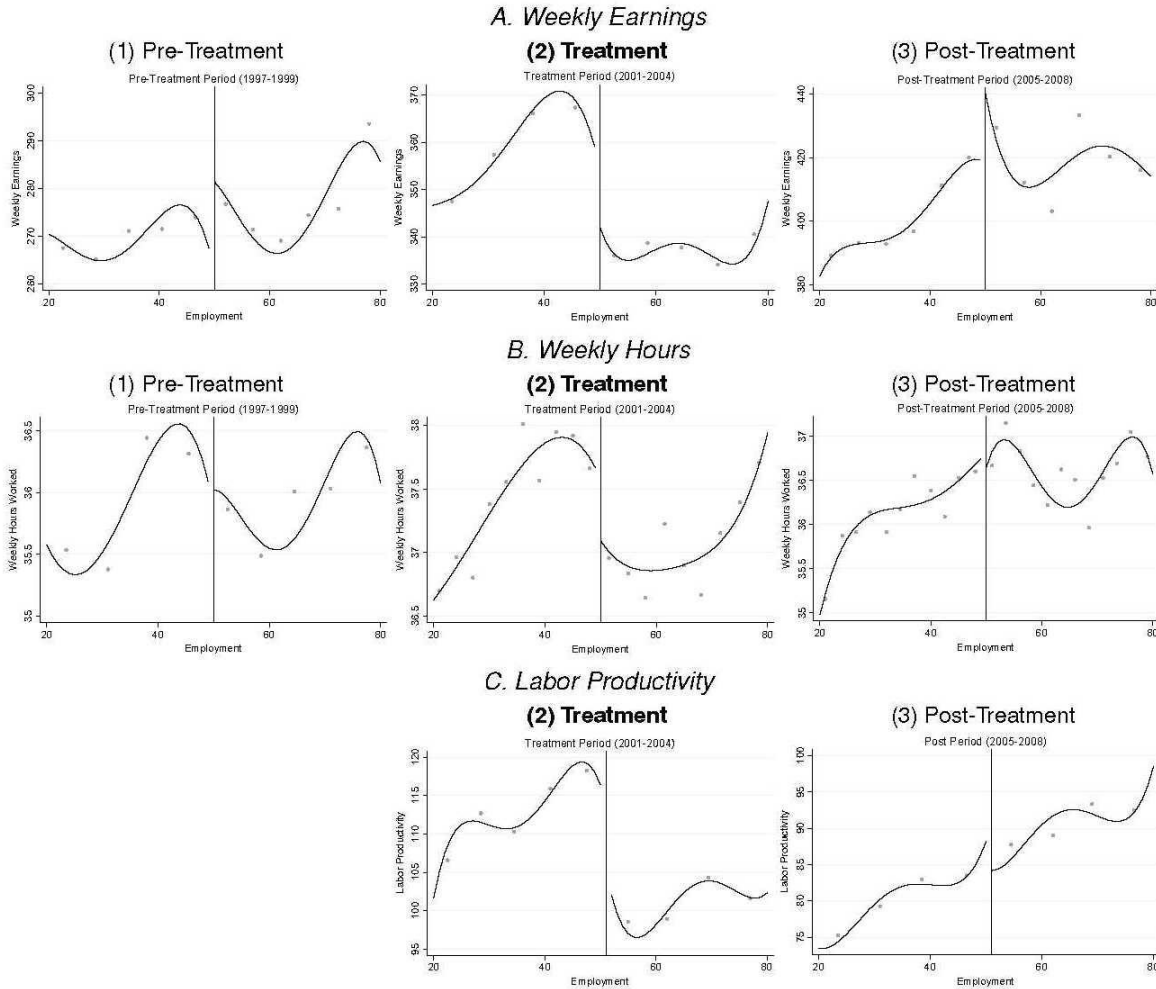 A. Weekly Earnings
(1) Pre-Treatment
(2) Treatment
(3) Post-Treatment
Pre-Treatment Period (1997-1999)
Treatment Period (2001-2004)
Post-Treatment Period (2005-2008)
Weekly Earnings
300
290
280
270
260
20
40
60
80
Employment
Weekly Earnings
370
360
350
340
330
20
40
60
80
Employment
Weekly Earnings
440
420
400
380
20
40
60
80
Employment
B. Weekly Hours
(1) Pre-Treatment
(2) Treatment
(3) Post-Treatment
Pre-Treatment Period (1997-1999)
Treatment Period (2001-2004)
Post-Treatment Period (2005-2008)
Weekly Hours Worked
36.5
36
35.5
35
20
40
60
80
Employment
Weekly Hours Worked
38
37.5
37
36.5
20
40
60
80
Employment
Weekly Hours Worked
37
36.5
36
35.5
35
20
40
60
80
Employment
C. Labor Productivity
(2) Treatment
(3) Post-Treatment
Treatment Period (2001-2004)
Post Period (2005-2008)
Labor Productivity
120
115
110
105
100
95
20
40
60
80
Employment
Labor Productivity
100
95
90
85
80
75
20
40
60
80
Employment